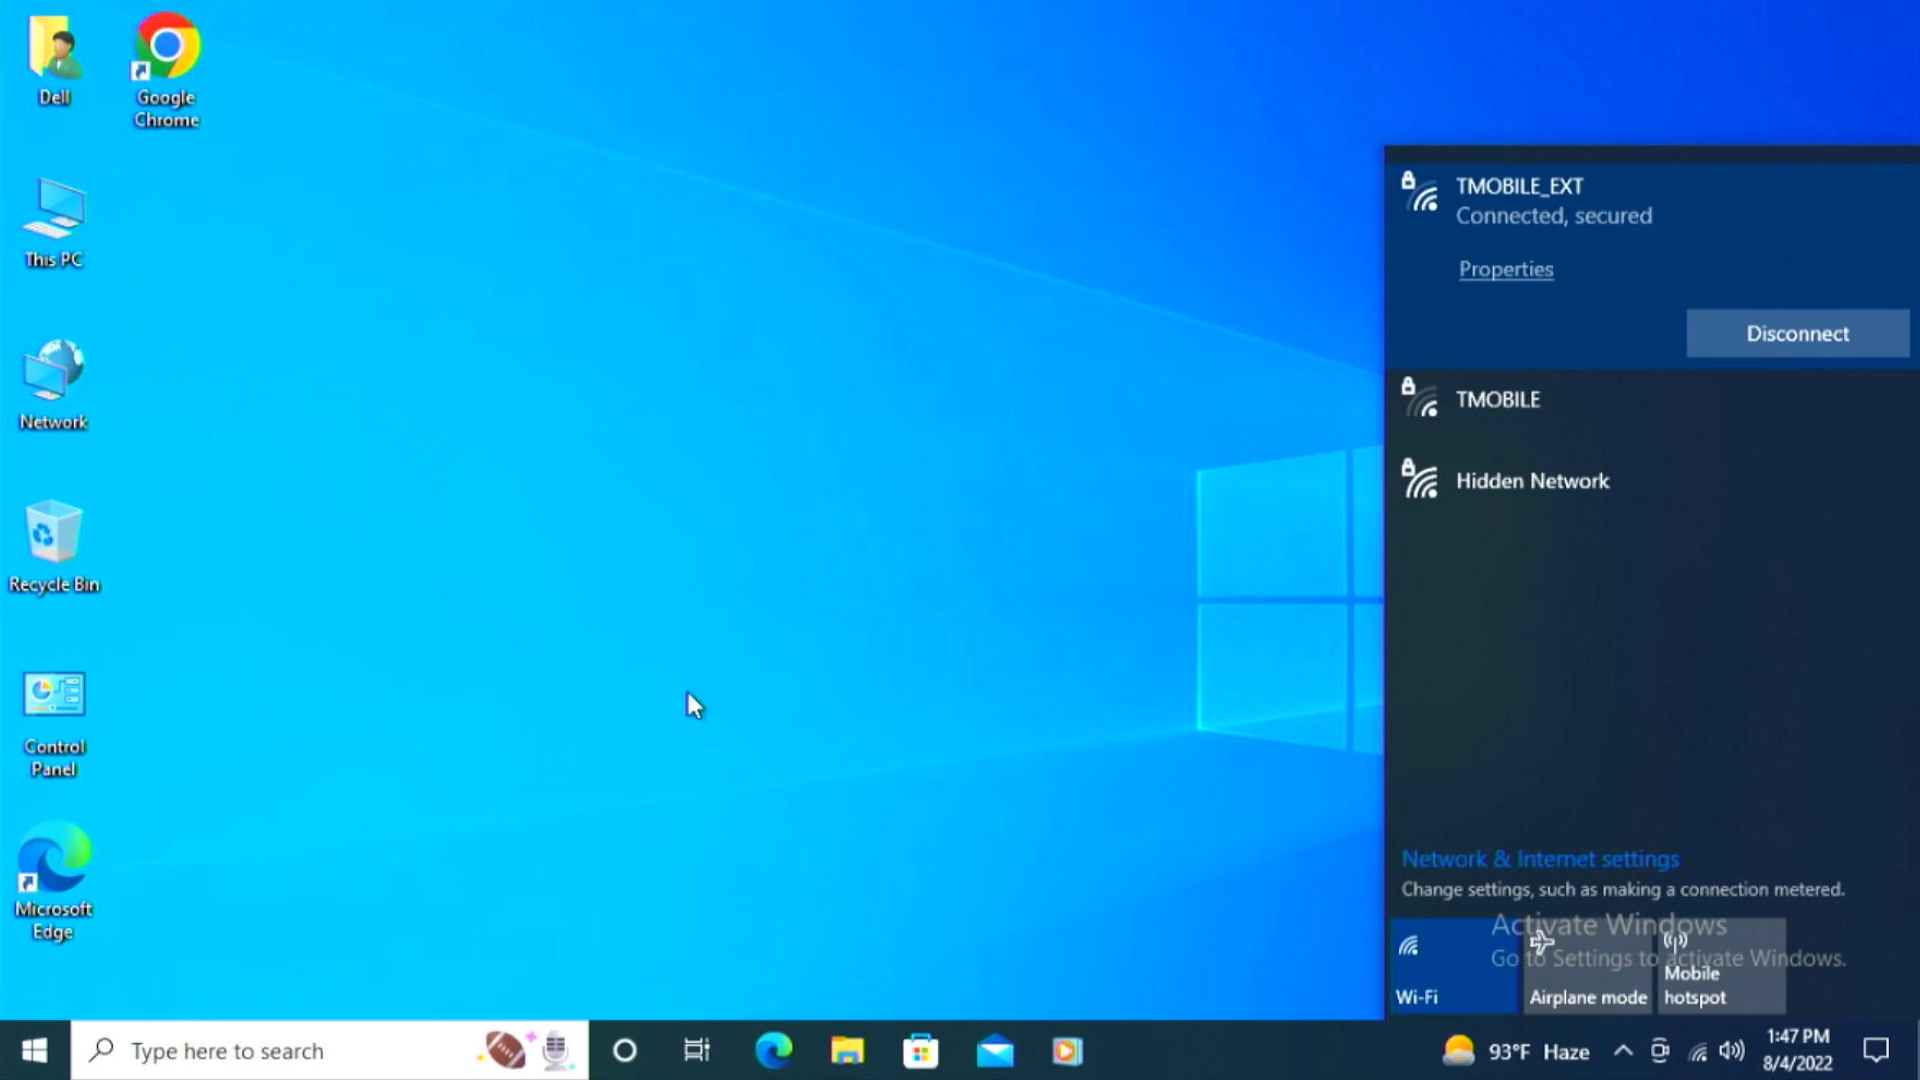 Dell
Google
Chrome
This PC
Network
Recycle Bin
Control
Panel
Microsoft
Edge
TMOBILE_EXT
Connected, secured
Properties
Disconnect
TMOBILE
Hidden Network
Network & Internet settings
Change settings, such as making a connection metered.
Activate Windows
Go to Settings to activate Windows.
Wi-Fi
Airplane mode
Mobile
hotspot
Type here to search
93°F Haze
1:47 PM
8/4/2022